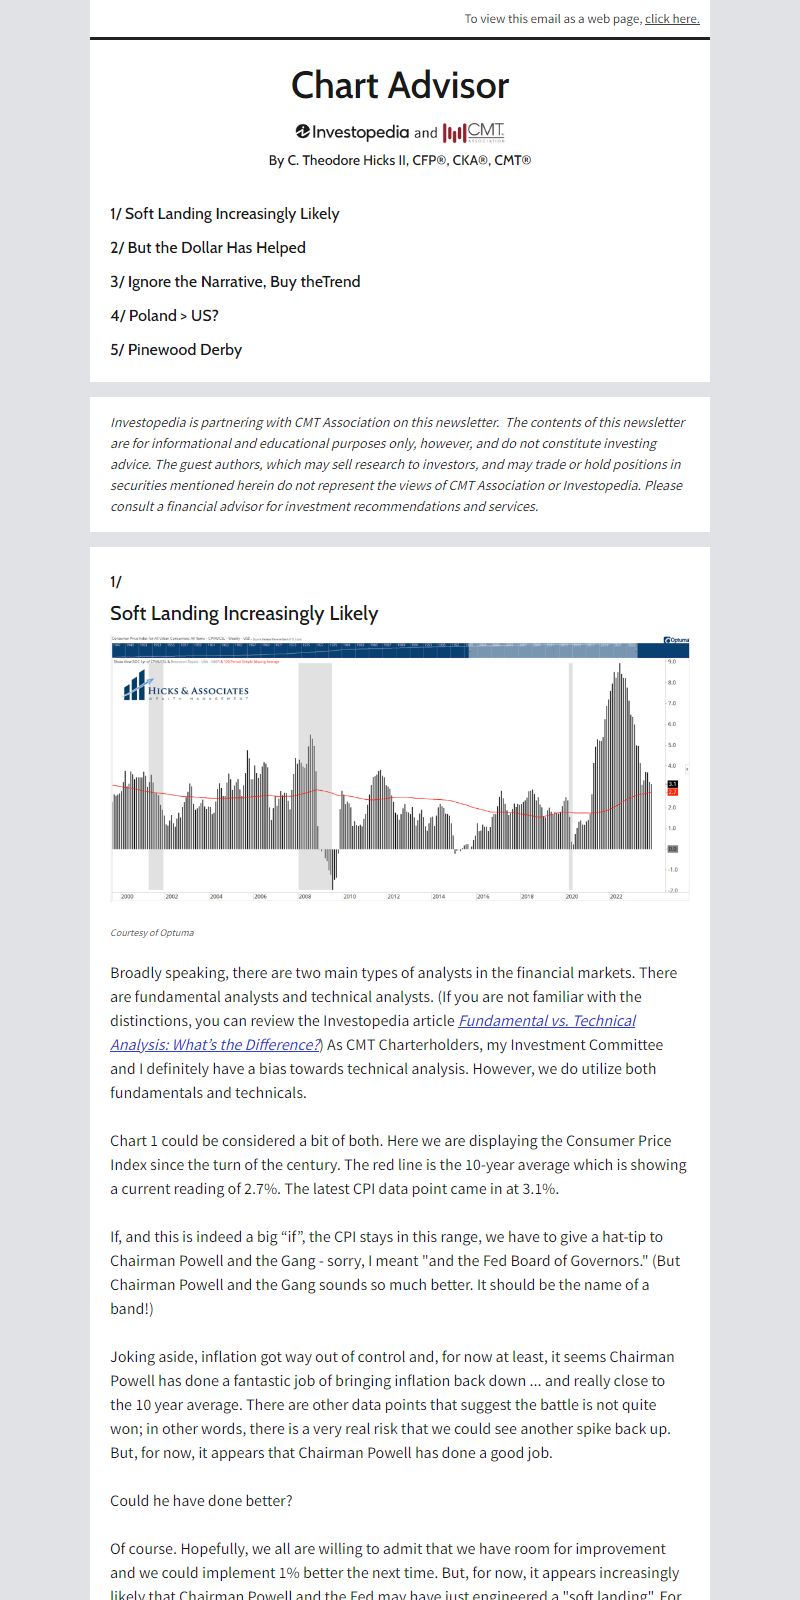 To view this email as a web page, click here.
Chart Advisor
Investopedia and CMT ASSOCIATION
By C. Theodore Hicks II, CFP®, CKA®, CMT®
1/ Soft Landing Increasingly Likely
2/ But the Dollar Has Helped
3/ Ignore the Narrative, Buy theTrend
4/ Poland > US?
5/ Pinewood Derby
Investopedia is partnering with CMT Association on this newsletter. The contents of this newsletter
are for informational and educational purposes only, however, and do not constitute investing
advice. The guest authors, which may sell research to investors, and may trade or hold positions in
securities mentioned herein do not represent the views of CMT Association or Investopedia. Please
consult a financial advisor for investment recommendations and services.
1/
Soft Landing Increasingly Likely
Optuma
HICKS & ASSOCIATES
WEALTH MANAGEMENT
9.0
8.0
7.0
6.0
5.0
4.0
3.1
2.7
2.0
1.0
0.0
-1.0
-2.0
2000 2002 2004 2006 2008 2010 2012 2014 2016 2018 2020 2022
Courtesy of Optuma
Broadly speaking, there are two main types of analysts in the financial markets. There
are fundamental analysts and technical analysts. (If you are not familiar with the
distinctions, you can review the Investopedia article Fundamental vs. Technical
Analysis: What’s the Difference?) As CMT Charterholders, my Investment Committee
and I definitely have a bias towards technical analysis. However, we do utilize both
fundamentals and technicals.
Chart 1 could be considered a bit of both. Here we are displaying the Consumer Price
Index since the turn of the century. The red line is the 10-year average which is showing
a current reading of 2.7%. The latest CPI data point came in at 3.1%.
If, and this is indeed a big “if”, the CPI stays in this range, we have to give a hat-tip to
Chairman Powell and the Gang - sorry, I meant "and the Fed Board of Governors." (But
Chairman Powell and the Gang sounds so much better. It should be the name of a
band!)
Joking aside, inflation got way out of control and, for now at least, it seems Chairman
Powell has done a fantastic job of bringing inflation back down ... and really close to
the 10 year average. There are other data points that suggest the battle is not quite
won; in other words, there is a very real risk that we could see another spike back up.
But, for now, it appears that Chairman Powell has done a good job.
Could he have done better?
Of course. Hopefully, we all are willing to admit that we have room for improvement
and we could implement 1% better the next time. But, for now, it appears increasingly
likely that Chairman Powell and the Fed may have just engineered a "soft landing". For